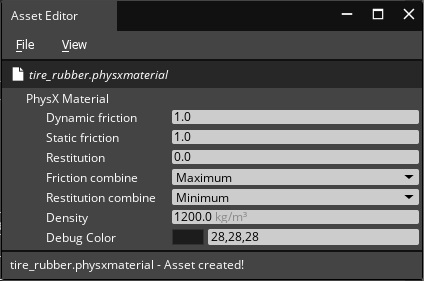 Asset Editor
File View
tire_rubber.physxmaterial
PhysX Material
Dynamic friction 1.0
Static friction 1.0
Restitution 0.0
Friction combine Maximum
Restitution combine Minimum
Density 1200.0 kg/m³
Debug Color 28,28,28
tire_rubber.physxmaterial - Asset created!